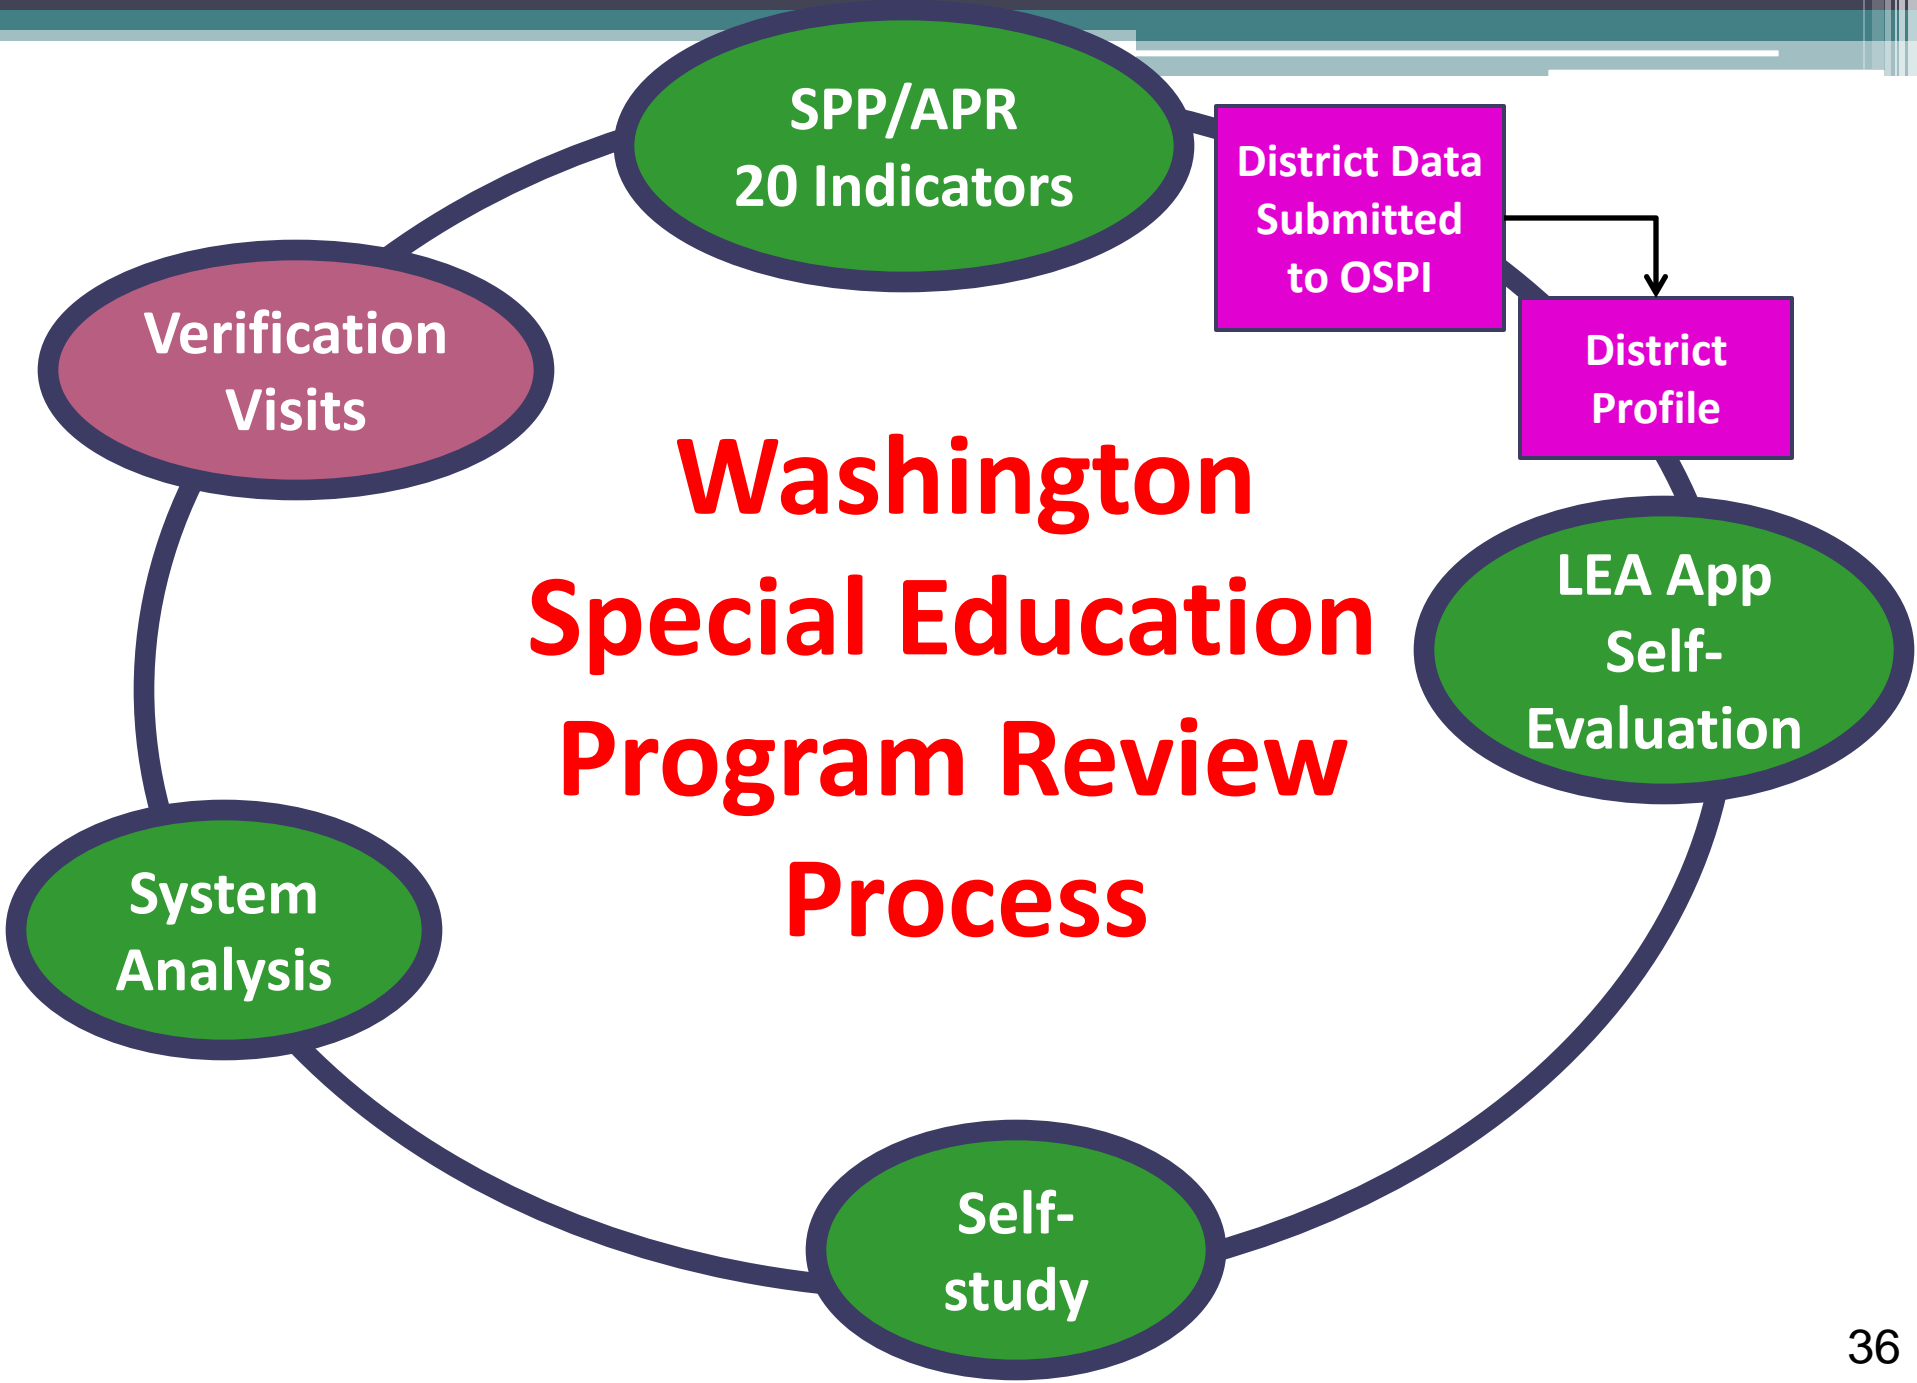 SPP/APR
20 Indicators
District Data
Submitted
to OSPI
District
Profile
LEA App
Self-
Evaluation
Self-
study
System
Analysis
Verification
Visits
Washington
Special Education
Program Review
Process
36